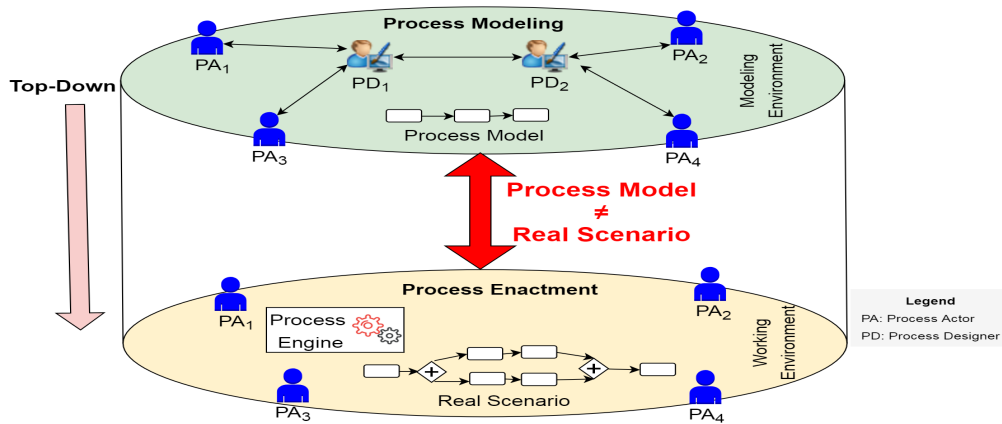 Process Modeling
PA1
PD1
PD2
PA2
Modeling
Environment
Top-Down
PA3
Process Model
PA4
Process Model
≠
Real Scenario
Process Enactment
PA1
Process
Engine
PA2
Working
Environment
Legend
PA: Process Actor
PD: Process Designer
PA3
Real Scenario
PA4